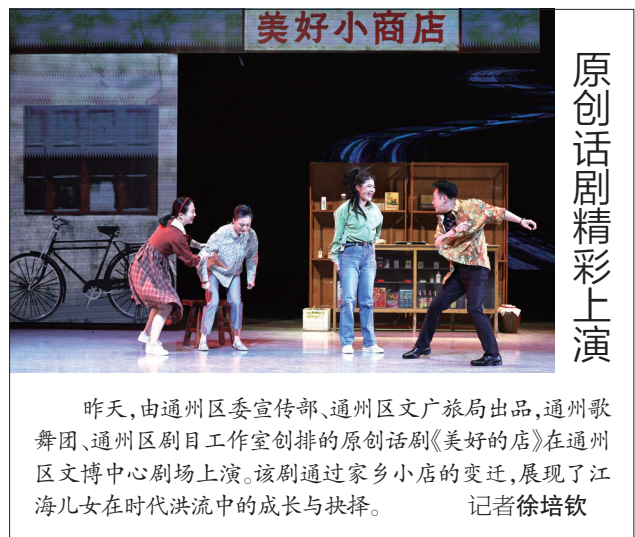 美好小商店
原创话剧精彩上演
昨天,由通州区委宣传部、通州区文广旅局出品,通州歌
舞团、通州区剧目工作室创排的原创话剧《美好的店》在通州
区文博中心剧场上演。该剧通过家乡小店的变迁,展现了江
海儿女在时代洪流中的成长与抉择。 记者徐培钦